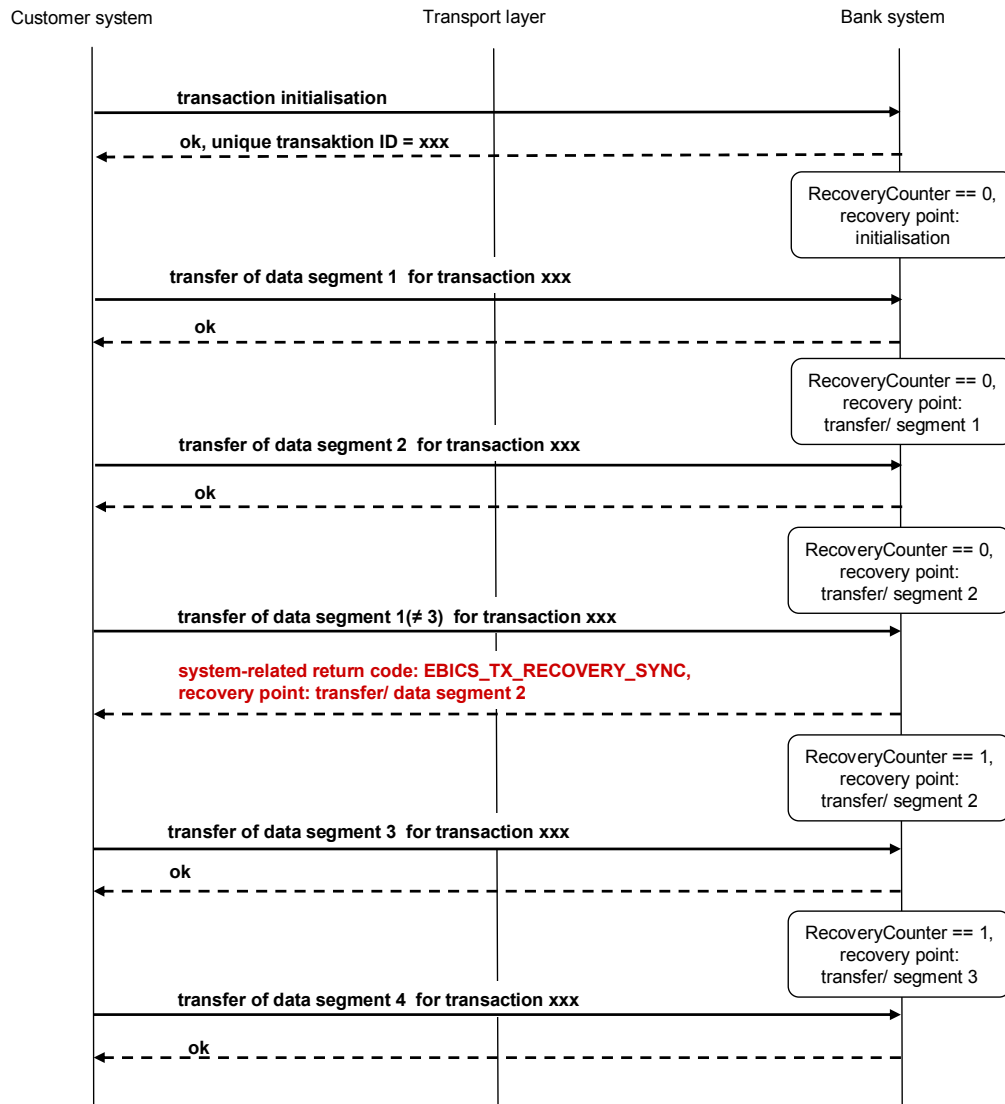 Customer system
Transport layer
Bank system
transaction initialisation
ok, unique transaktion ID = xxx
RecoveryCounter == 0,
recovery point:
initialisation
transfer of data segment 1 for transaction xxx
ok
RecoveryCounter == 0,
recovery point:
transfer/ segment 1
transfer of data segment 2 for transaction xxx
ok
RecoveryCounter == 0,
recovery point:
transfer/ segment 2
transfer of data segment 1(≠ 3) for transaction xxx
system-related return code: EBICS_TX_RECOVERY_SYNC,
recovery point: transfer/ data segment 2
RecoveryCounter == 1,
recovery point:
transfer/ segment 2
transfer of data segment 3 for transaction xxx
ok
RecoveryCounter == 1,
recovery point:
transfer/ segment 3
transfer of data segment 4 for transaction xxx
ok